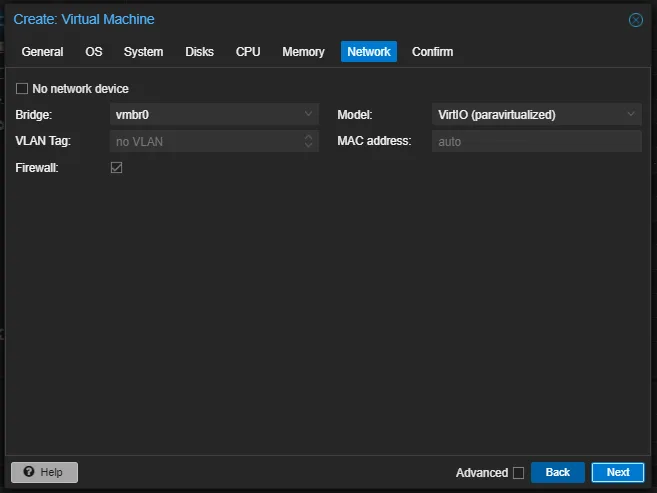 Create: Virtual Machine
General OS System Disks CPU Memory Network Confirm
No network device
Bridge: vmbr0 Model: VirtIO (paravirtualized)
VLAN Tag: no VLAN MAC address: auto
Firewall:
Help Advanced Back Next